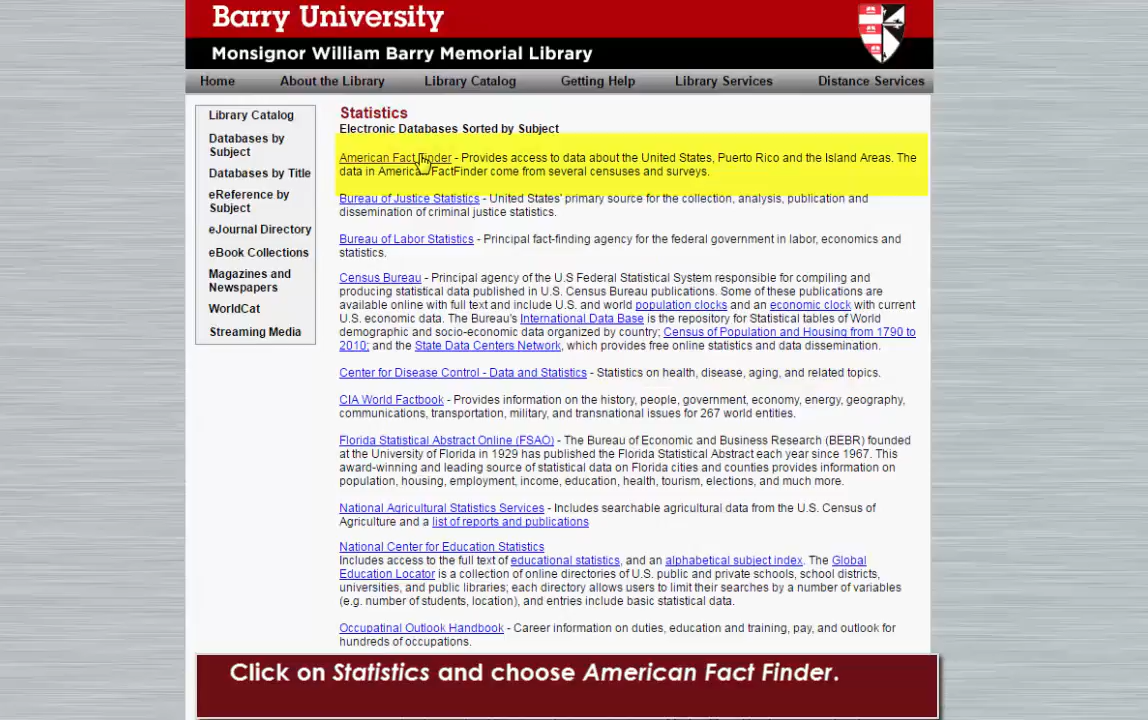 Barry University
Monsignor William Barry Memorial Library
Home About the Library Library Catalog Getting Help Library Services Distance Services
Library Catalog
Databases by
Subject
Databases by Title
eReference by
Subject
eJournal Directory
eBook Collections
Magazines and
Newspapers
WorldCat
Streaming Media
Statistics
Electronic Databases Sorted by Subject
American Fact Finder - Provides access to data about the United States, Puerto Rico and the Island Areas. The
data in American FactFinder come from several censuses and surveys.
Bureau of Justice Statistics - United States' primary source for the collection, analysis, publication and
dissemination of criminal justice statistics.
Bureau of Labor Statistics - Principal fact-finding agency for the federal government in labor, economics and
statistics.
Census Bureau - Principal agency of the U.S Federal Statistical System responsible for compiling and
producing statistical data published in U.S. Census Bureau publications. Some of these publications are
available online with full text and include U.S. and world population clocks and an economic clock with current
U.S. economic data. The Bureau's International Data Base is the repository for Statistical tables of World
demographic and socio-economic data organized by country; Census of Population and Housing from 1790 to
2010; and the State Data Centers Network, which provides free online statistics and data dissemination.
Center for Disease Control - Data and Statistics - Statistics on health, disease, aging, and related topics.
CIA World Factbook - Provides information on the history, people, government, economy, energy, geography,
communications, transportation, military, and transnational issues for 267 world entities.
Florida Statistical Abstract Online (FSAO) - The Bureau of Economic and Business Research (BEBR) founded
at the University of Florida in 1929 has published the Florida Statistical Abstract each year since 1967. This
award-winning and leading source of statistical data on Florida cities and counties provides information on
population, housing, employment, income, education, health, tourism, elections, and much more.
National Agricultural Statistics Services - Includes searchable agricultural data from the U.S. Census of
Agriculture and a list of reports and publications
National Center for Education Statistics
Includes access to the full text of educational statistics, and an alphabetical subject index. The Global
Education Locator is a collection of online directories of U.S. public and private schools, school districts,
universities, and public libraries; each directory allows users to limit their searches by a number of variables
(e.g. number of students, location), and entries include basic statistical data.
Occupatinal Outlook Handbook - Career information on duties, education and training, pay, and outlook for
hundreds of occupations.
Click on Statistics and choose American Fact Finder.